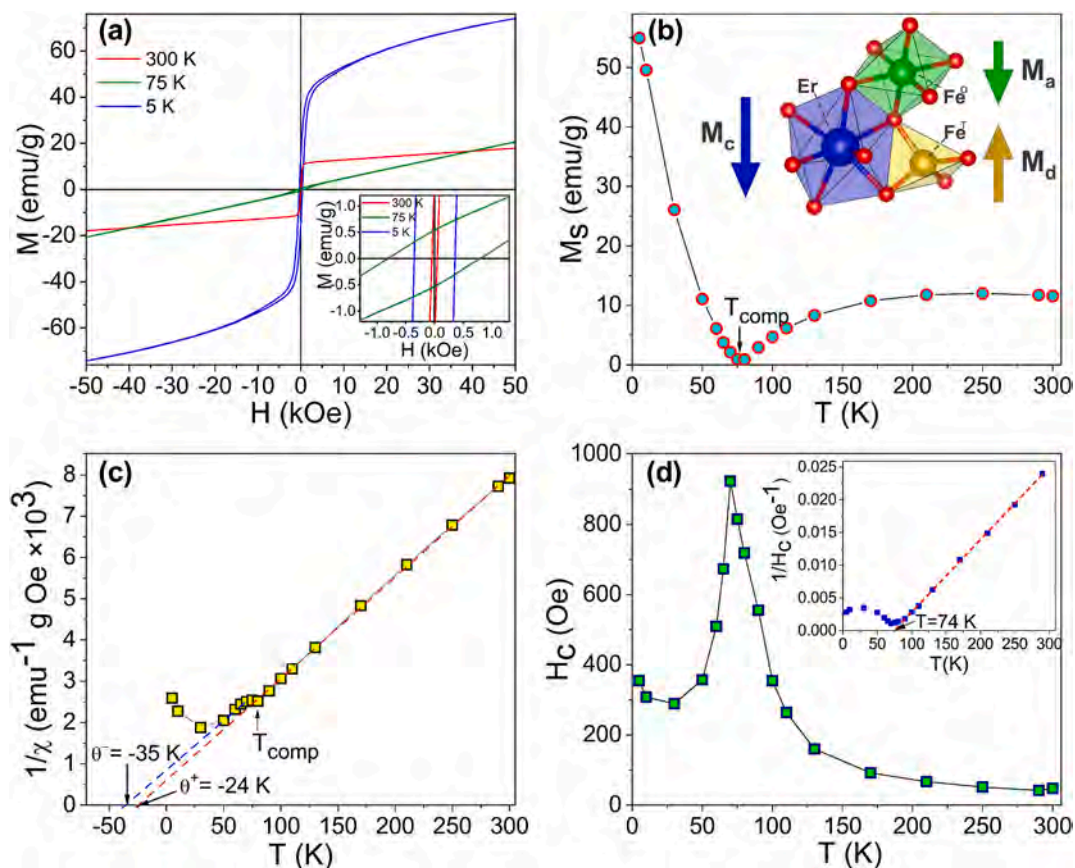 (a)
300 K
75 K
5 K
M (emu/g)
60
40
20
0
-20
-40
-60
-50 -40 -30 -20 -10 0 10 20 30 40 50
H (kOe)
300 K
75 K
5 K
M (emu/g)
1.0
0.5
0.0
-0.5
-1.0
-1.0 -0.5 0.0 0.5 1.0
H (kOe)
(b)
M_S (emu/g)
55
50
45
40
35
30
25
20
15
10
5
0
0 50 100 150 200 250 300
T (K)
T_comp
Er
Fe^O
Fe^T
M_a
M_c
M_d
(c)
1/χ (emu⁻¹ g Oe ×10³)
8
7
6
5
4
3
2
1
0
-50 0 50 100 150 200 250 300
T (K)
T_comp
θ⁻= -35 K
θ⁺= -24 K
(d)
H_C (Oe)
1000
800
600
400
200
0
0 50 100 150 200 250 300
T (K)
1/H_C (Oe⁻¹)
0.025
0.020
0.015
0.010
0.005
0.000
0 50 100 150 200 250 300
T(K)
T=74 K